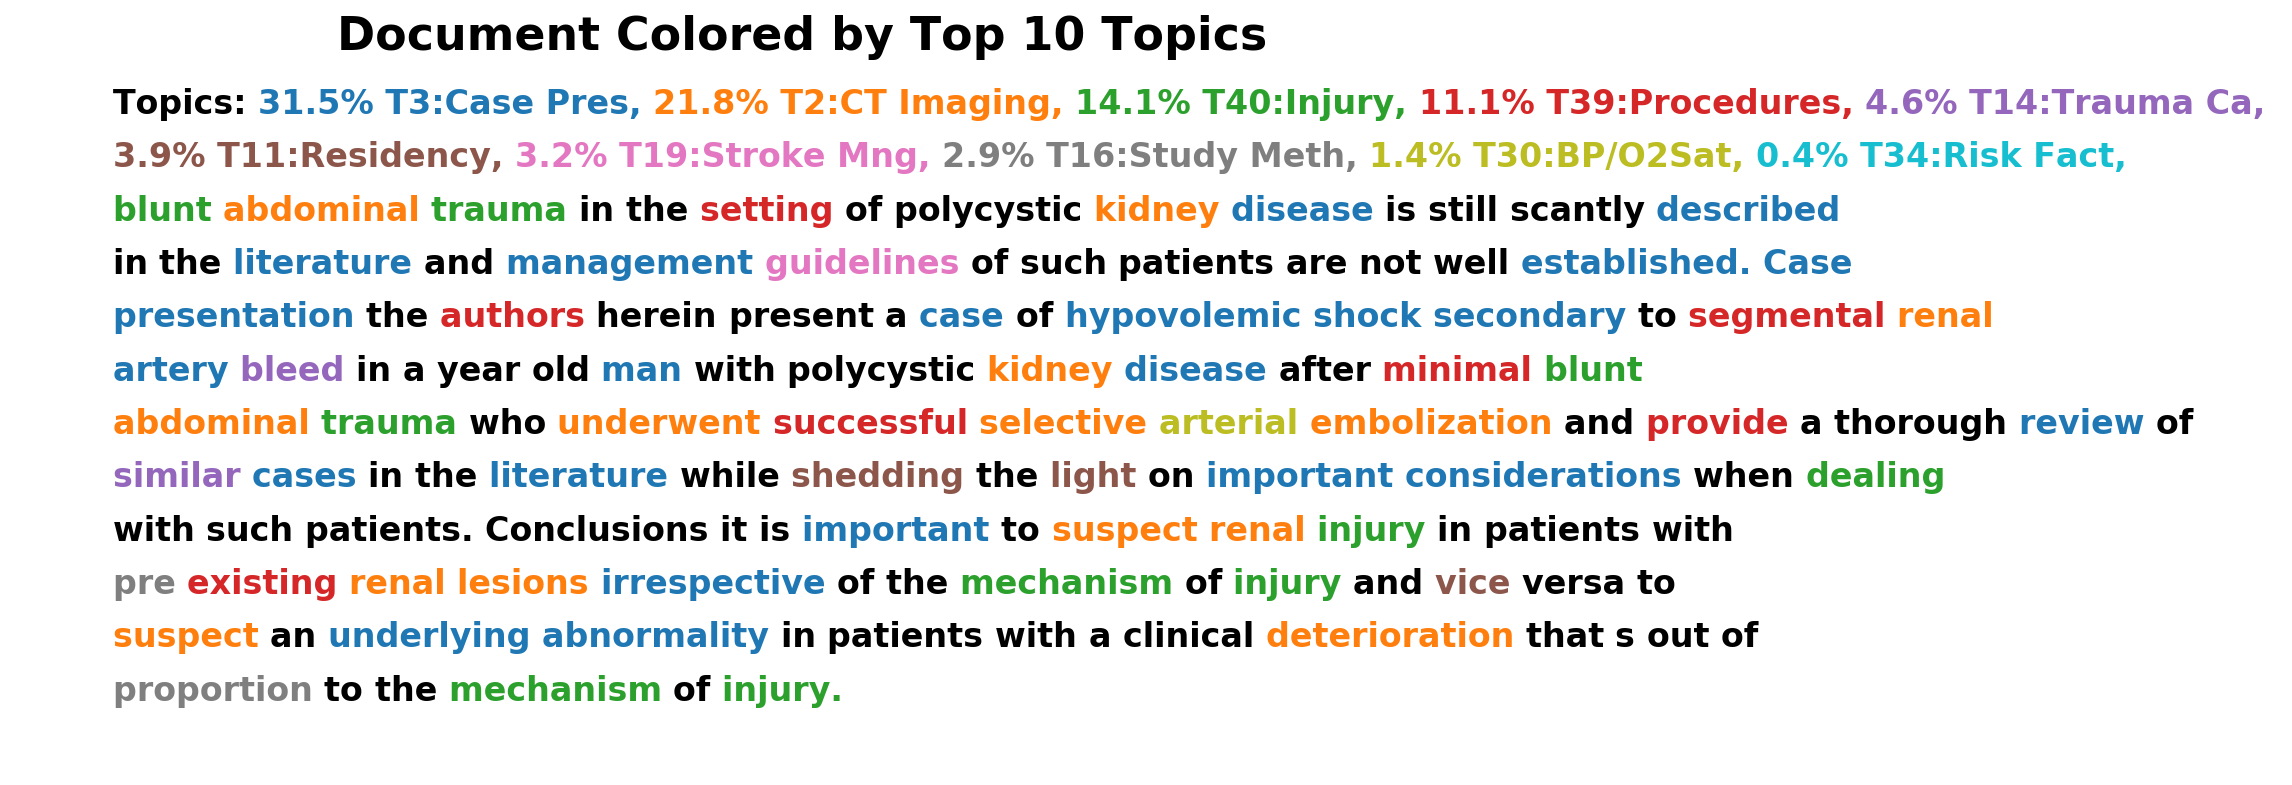 Document Colored by Top 10 Topics
Topics: 31.5% T3:Case Pres, 21.8% T2:CT Imaging, 14.1% T40:Injury, 11.1% T39:Procedures, 4.6% T14:Trauma Ca,
3.9% T11:Residency, 3.2% T19:Stroke Mng, 2.9% T16:Study Meth, 1.4% T30:BP/O2Sat, 0.4% T34:Risk Fact,
blunt abdominal trauma in the setting of polycystic kidney disease is still scantly described
in the literature and management guidelines of such patients are not well established. Case
presentation the authors herein present a case of hypovolemic shock secondary to segmental renal
artery bleed in a year old man with polycystic kidney disease after minimal blunt
abdominal trauma who underwent successful selective arterial embolization and provide a thorough review of
similar cases in the literature while shedding the light on important considerations when dealing
with such patients. Conclusions it is important to suspect renal injury in patients with
pre existing renal lesions irrespective of the mechanism of injury and vice versa to
suspect an underlying abnormality in patients with a clinical deterioration that s out of
proportion to the mechanism of injury.